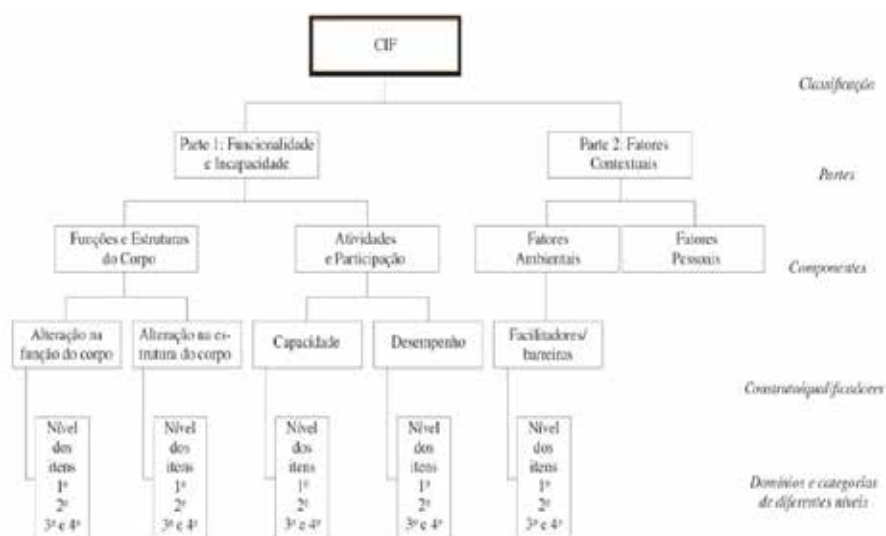 CIF
Classificação
Parte 1: Funcionalidade
e Incapacidade
Parte 2: Fatores
Contextuais
Partes
Funções e Estruturas
do Corpo
Atividades
e Participação
Fatores
Ambientais
Fatores
Pessoais
Componentes
Alteração na
função do corpo
Alteração na es-
trutura do corpo
Capacidade
Desempenho
Facilitadores/
barreiras
Construto/qualificadores
Nível
dos
itens
1º
2º
3º e 4º
Nível
dos
itens
1º
2º
3º e 4º
Nível
dos
itens
1º
2º
3º e 4º
Nível
dos
itens
1º
2º
3º e 4º
Nível
dos
itens
1º
2º
3º e 4º
Domínios e categorias
de diferentes níveis